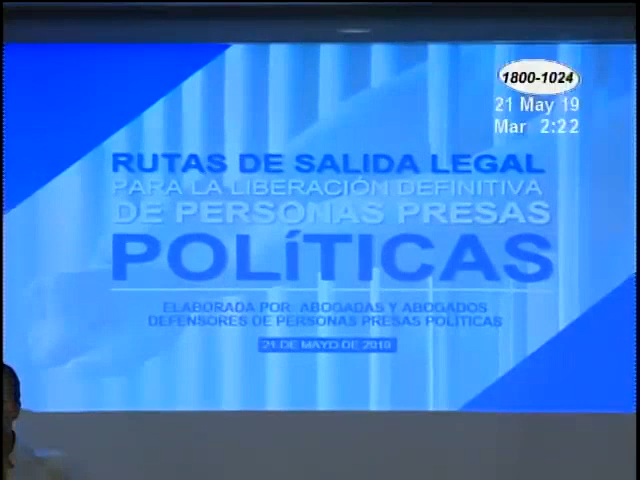 1800-1024
21 May 19
Mar 2:22
RUTAS DE SALIDA LEGAL
PARA LA LIBERACIÓN DEFINITIVA
DE PERSONAS PRESAS
POLÍTICAS
ELABORADA POR ABOGADAS Y ABOGADOS
DEFENSORES DE PERSONAS PRESAS POLÍTICAS
21 DE MAYO DE 2019